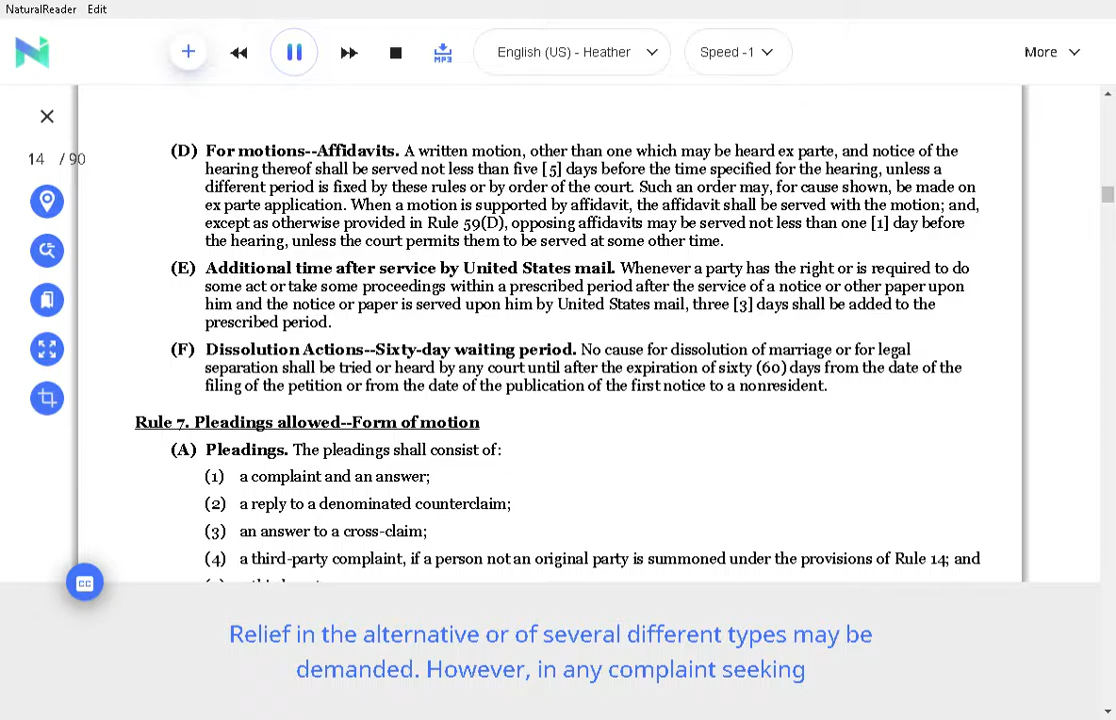 NaturalReader Edit
MP3
English (US) - Heather
Speed -1
More
14 / 90
(D) For motions--Affidavits. A written motion, other than one which may be heard ex parte, and notice of the
hearing thereof shall be served not less than five [5] days before the time specified for the hearing, unless a
different period is fixed by these rules or by order of the court. Such an order may, for cause shown, be made on
ex parte application. When a motion is supported by affidavit, the affidavit shall be served with the motion; and,
except as otherwise provided in Rule 59(D), opposing affidavits may be served not less than one [1] day before
the hearing, unless the court permits them to be served at some other time.
(E) Additional time after service by United States mail. Whenever a party has the right or is required to do
some act or take some proceedings within a prescribed period after the service of a notice or other paper upon
him and the notice or paper is served upon him by United States mail, three [3] days shall be added to the
prescribed period.
(F) Dissolution Actions--Sixty-day waiting period. No cause for dissolution of marriage or for legal
separation shall be tried or heard by any court until after the expiration of sixty (60) days from the date of the
filing of the petition or from the date of the publication of the first notice to a nonresident.
Rule 7. Pleadings allowed--Form of motion
(A) Pleadings. The pleadings shall consist of:
(1) a complaint and an answer;
(2) a reply to a denominated counterclaim;
(3) an answer to a cross-claim;
(4) a third-party complaint, if a person not an original party is summoned under the provisions of Rule 14; and
CC
Relief in the alternative or of several different types may be
demanded. However, in any complaint seeking